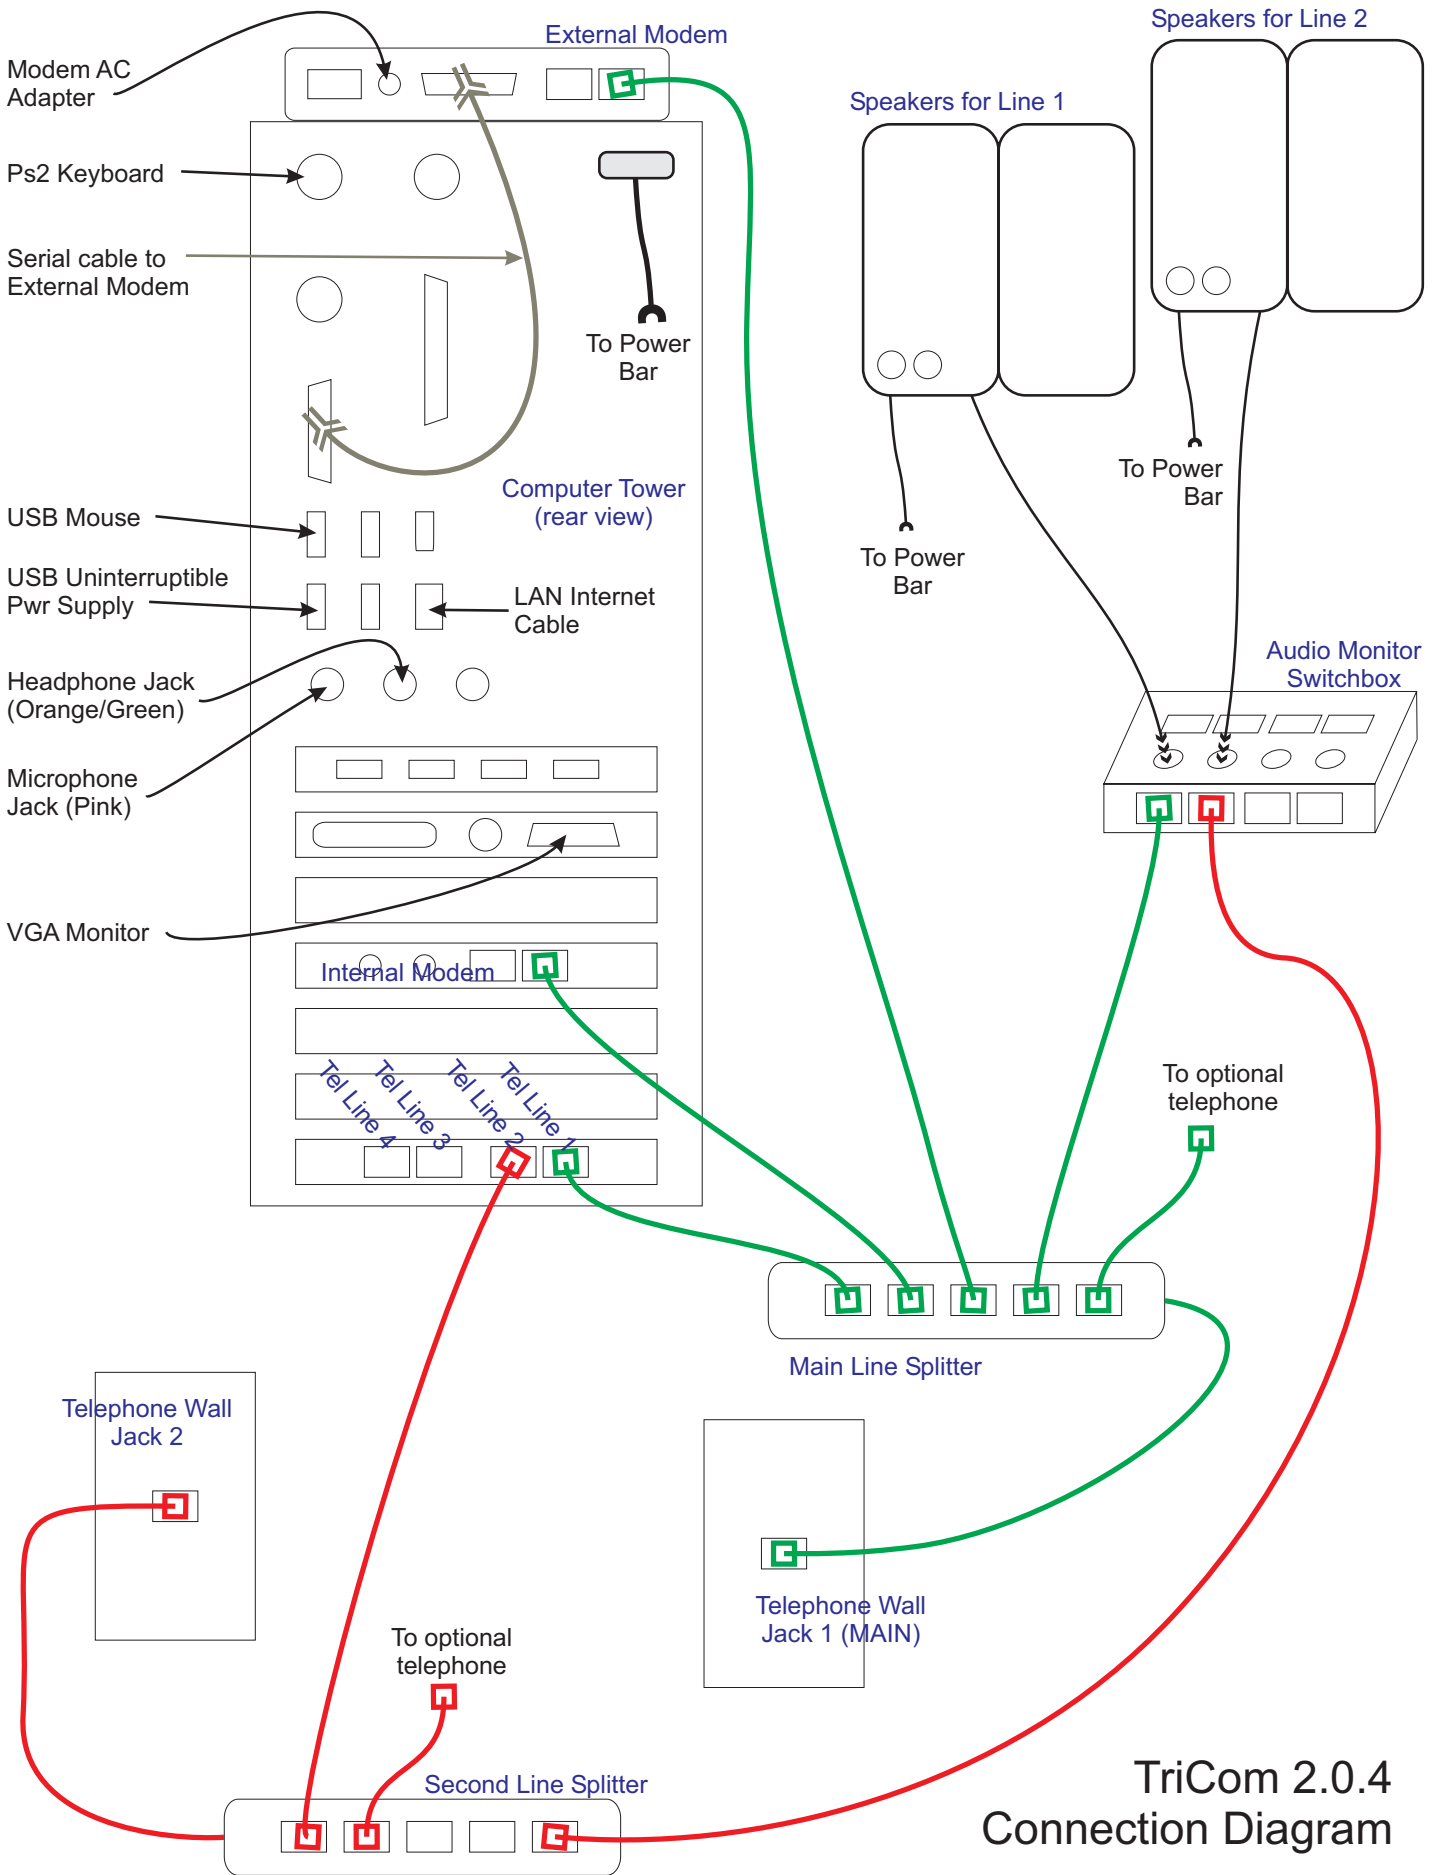 External Modem
Speakers for Line 2
Modem AC
Adapter
Speakers for Line 1
Ps2 Keyboard
Serial cable to
External Modem
To Power
Bar
To Power
Bar
Computer Tower
(rear view)
USB Mouse
To Power
Bar
USB Uninterruptible
Pwr Supply
LAN Internet
Cable
Audio Monitor
Switchbox
Headphone Jack
(Orange/Green)
Microphone
Jack (Pink)
VGA Monitor
Internal Modem
Tel Line 4
Tel Line 3
Tel Line 2
Tel Line 1
To optional
telephone
Main Line Splitter
Telephone Wall
Jack 2
Telephone Wall
Jack 1 (MAIN)
To optional
telephone
Second Line Splitter
TriCom 2.0.4
Connection Diagram